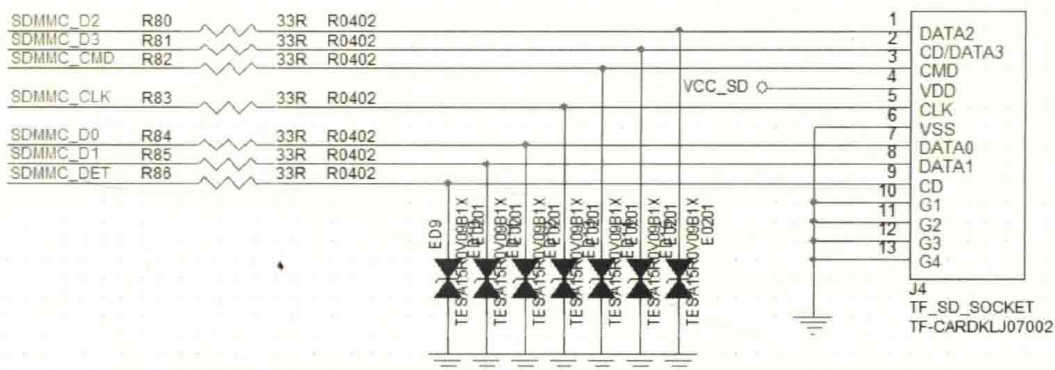 SDMMC_D2 R80 33R R0402 1 DATA2
SDMMC_D3 R81 33R R0402 2 CD/DATA3
SDMMC_CMD R82 33R R0402 3 CMD
VCC_SD 4 VDD
SDMMC_CLK R83 33R R0402 5 CLK
6 VSS
SDMMC_D0 R84 33R R0402 7 DATA0
SDMMC_D1 R85 33R R0402 8 DATA1
SDMMC_DET R86 33R R0402 9 CD
10 G1
11 G2
12 G3
13 G4
ED9
E0201
J4
TF_SD_SOCKET
TF-CARDKLJ07002